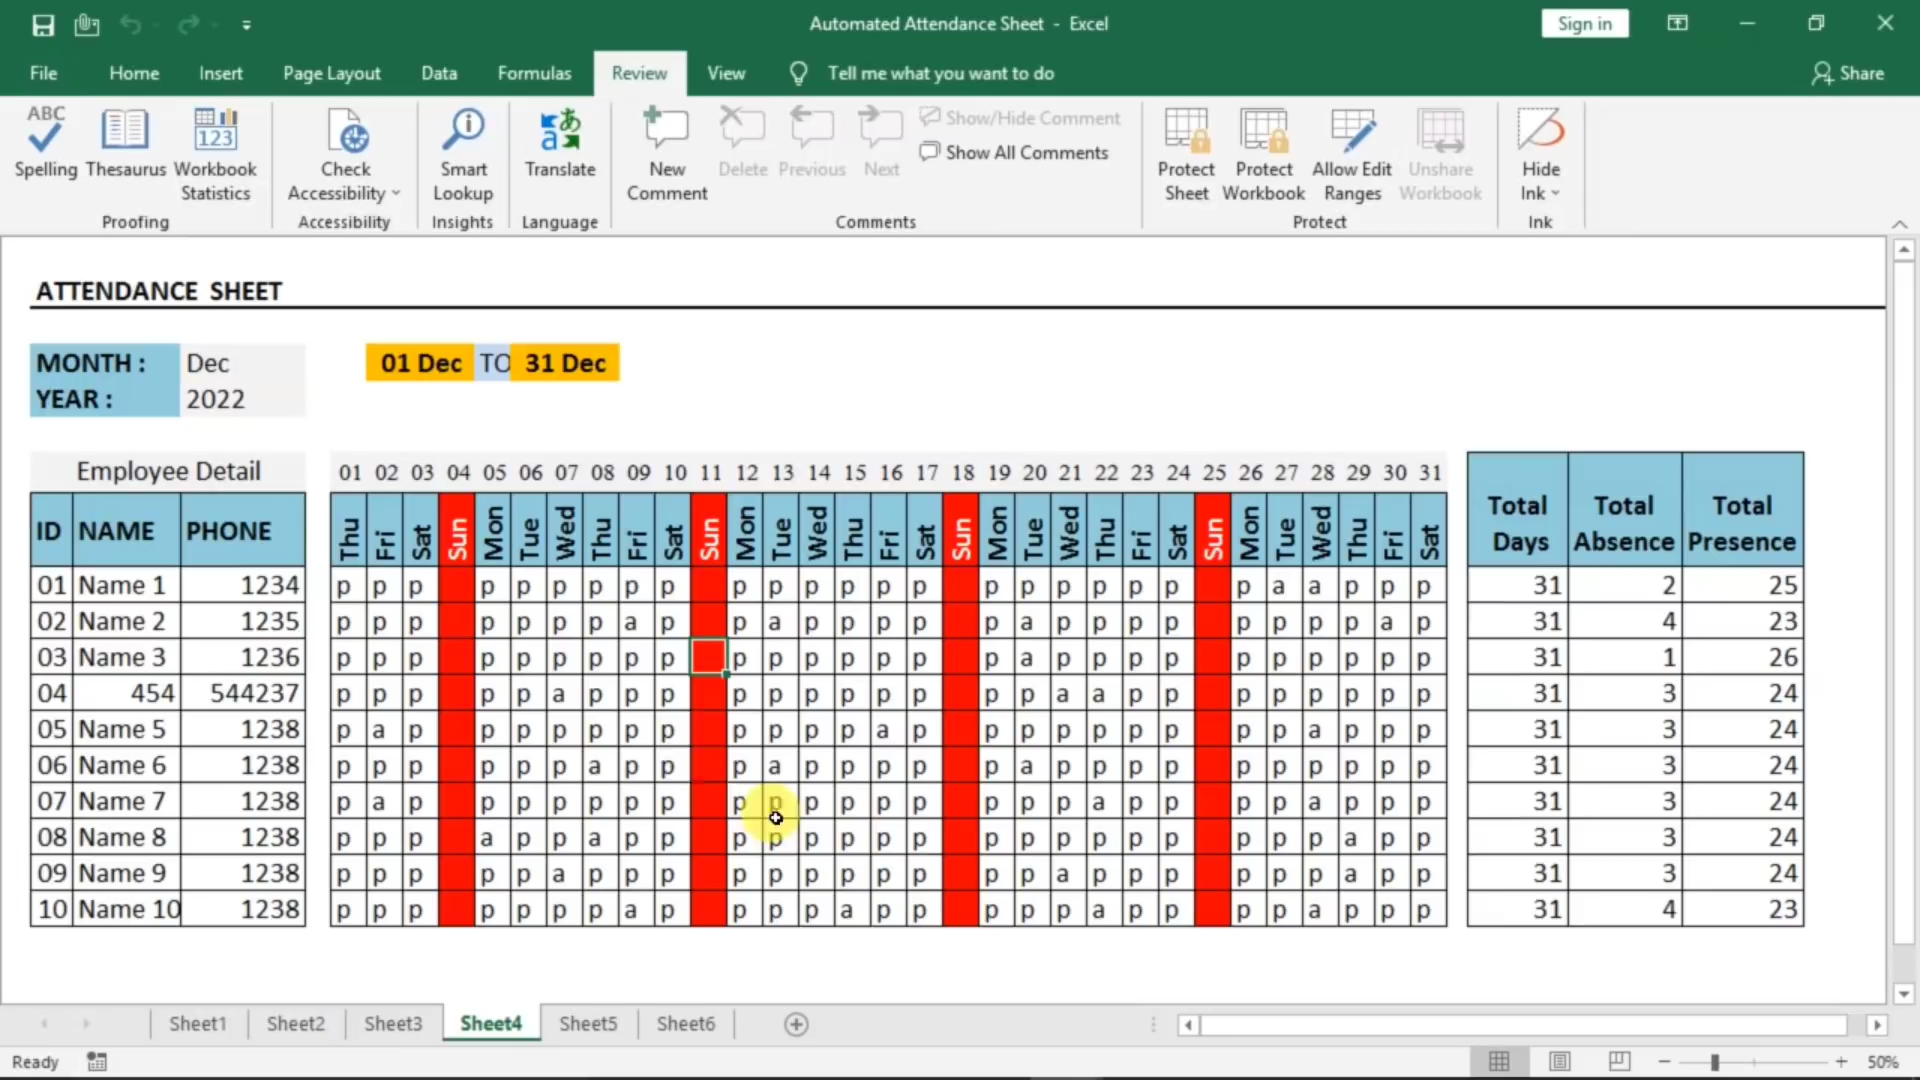 Automated Attendance Sheet - Excel
Sign in
File Home Insert Page Layout Data Formulas Review View Tell me what you want to do Share
ABC
123
Spelling Thesaurus Workbook Statistics
Check Accessibility
Smart Lookup
Translate
New Comment
Delete Previous Next
Show/Hide Comment
Show All Comments
Protect Sheet
Protect Workbook
Allow Edit Ranges
Unshare Workbook
Hide Ink
Proofing Accessibility Insights Language Comments Protect Ink
ATTENDANCE SHEET
MONTH : Dec 01 Dec TO 31 Dec
YEAR : 2022
Employee Detail 01 02 03 04 05 06 07 08 09 10 11 12 13 14 15 16 17 18 19 20 21 22 23 24 25 26 27 28 29 30 31
ID NAME PHONE Thu Fri Sat Sun Mon Tue Wed Thu Fri Sat Sun Mon Tue Wed Thu Fri Sat Sun Mon Tue Wed Thu Fri Sat Sun Mon Tue Wed Thu Fri Sat Total Days Total Absence Total Presence
01 Name 1 1234 p p p p p p p p p p p p p p p p p p p p p p p a a p p p 31 2 25
02 Name 2 1235 p p p p p p p a p p a p p p p p a p p p p p p p p a p 31 4 23
03 Name 3 1236 p p p p p p p p p p p p p p p p a p p p p p p p p p p 31 1 26
04 454 544237 p p p p p a p p p p p p p p p p p a a p p p p p p p p 31 3 24
05 Name 5 1238 p a p p p p p p p p p p p a p p p p p p p p p a p p p 31 3 24
06 Name 6 1238 p p p p p p a p p p a p p p p p a p p p p p p p p p p 31 3 24
07 Name 7 1238 p a p p p p p p p p p p p p p p p p a p p p p a p p p 31 3 24
08 Name 8 1238 p p p a p p a p p p p p p p p p p p p p p p p p a p p 31 3 24
09 Name 9 1238 p p p p p a p p p p p p p p p p p a p p p p p p a p p 31 3 24
10 Name 10 1238 p p p p p p p a p p p p a p p p p p a p p p p a p p p 31 4 23
Sheet1 Sheet2 Sheet3 Sheet4 Sheet5 Sheet6
Ready 50%